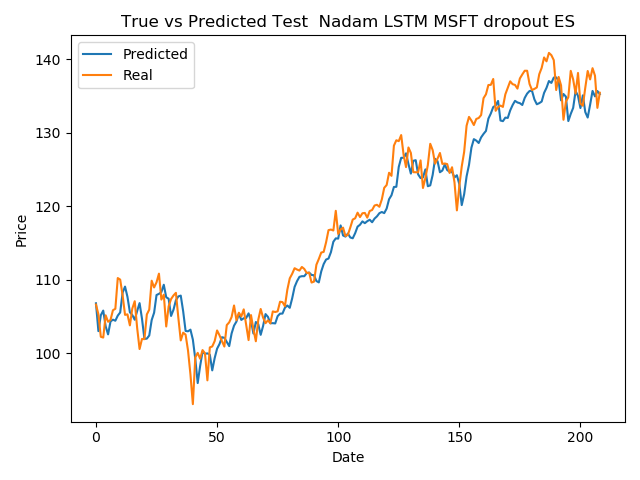 True vs Predicted Test  Nadam LSTM MSFT dropout ES
Predicted
Real
Price
140
130
120
110
100
0 50 100 150 200
Date